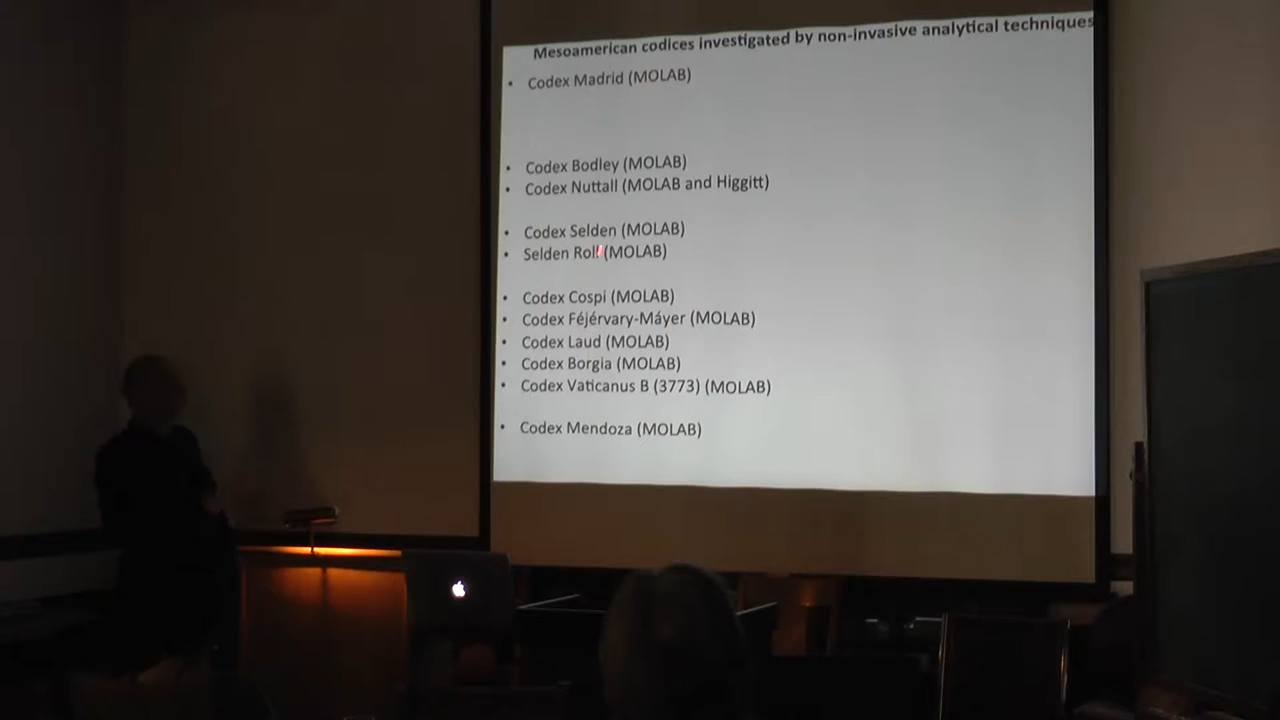 Mesoamerican codices investigated by non-invasive analytical techniques
• Codex Madrid (MOLAB)
• Codex Bodley (MOLAB)
• Codex Nuttall (MOLAB and Higgitt)
• Codex Selden (MOLAB)
• Selden Roll (MOLAB)
• Codex Cospi (MOLAB)
• Codex Féjérvary-Máyer (MOLAB)
• Codex Laud (MOLAB)
• Codex Borgia (MOLAB)
• Codex Vaticanus B (3773) (MOLAB)
• Codex Mendoza (MOLAB)